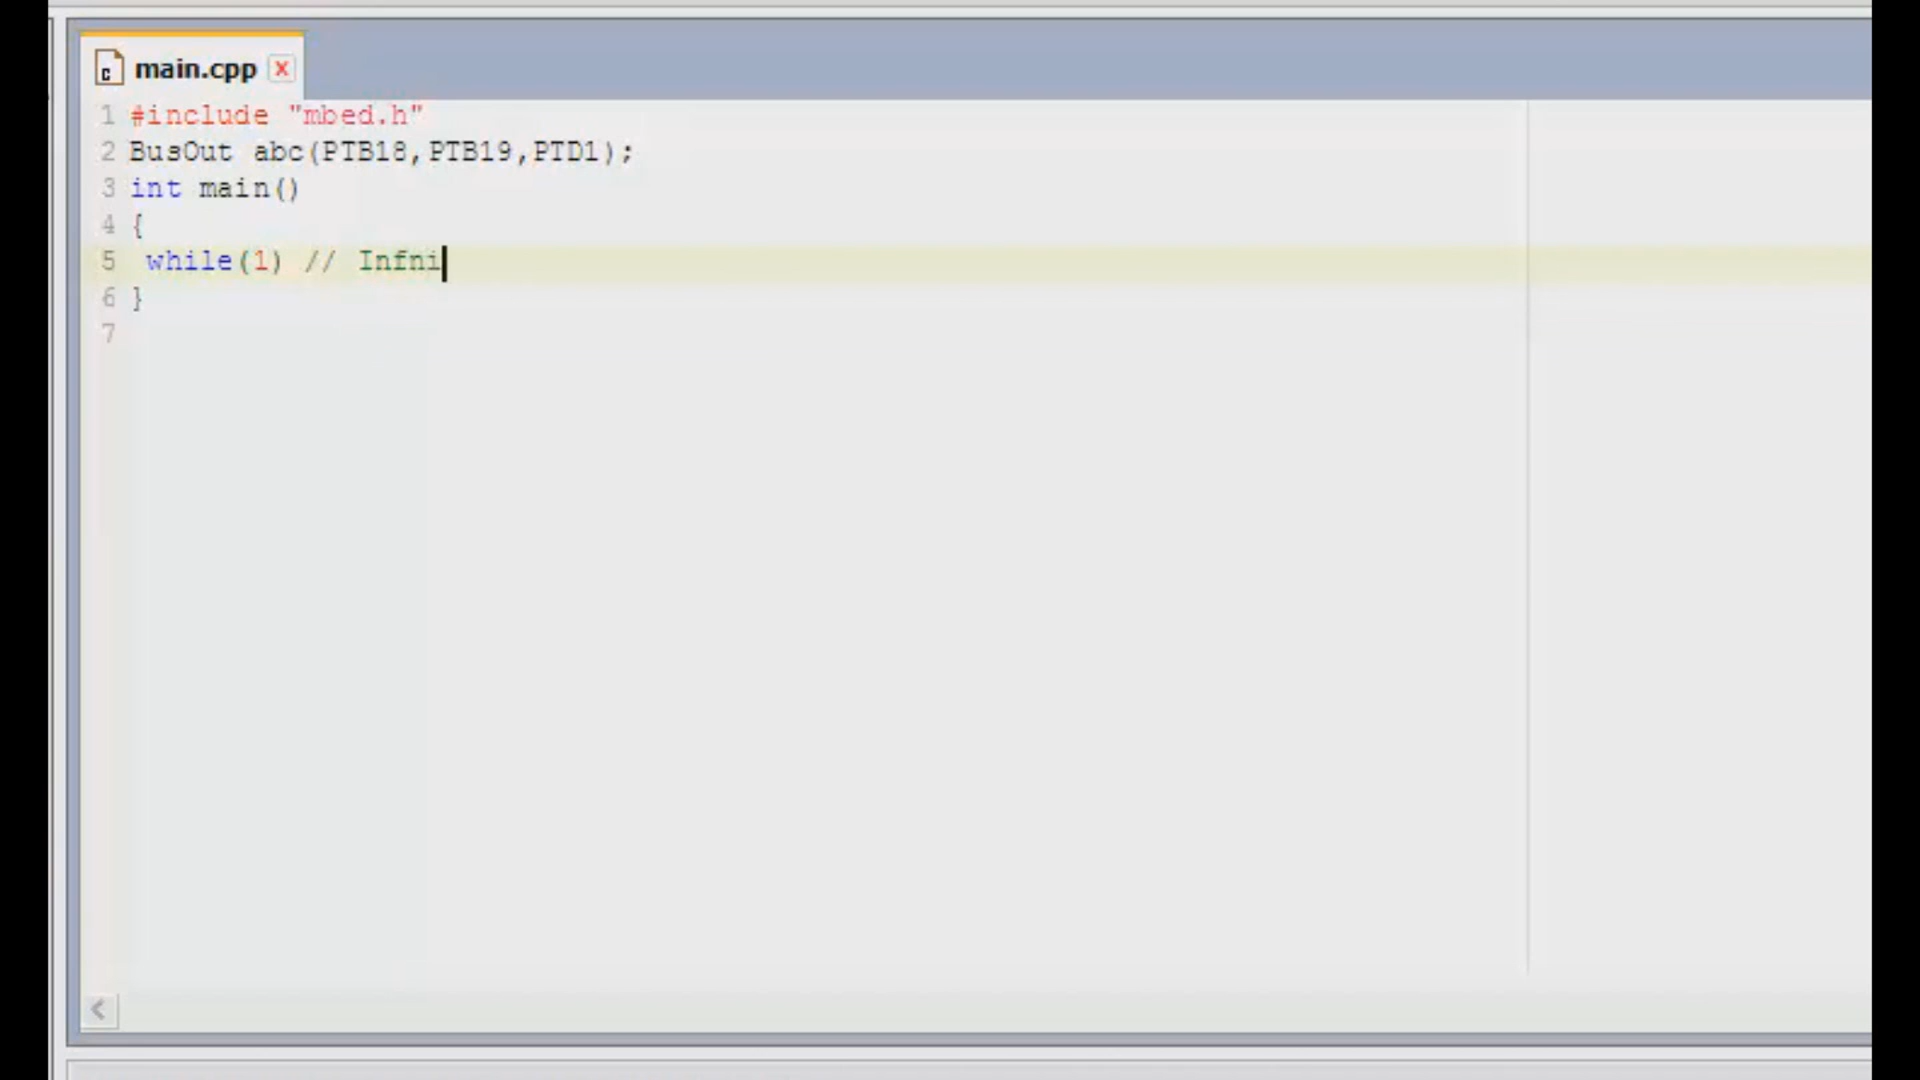 main.cpp
1 #include "mbed.h"
2 BusOut abc(PTB18,PTB19,PTD1);
3 int main()
4 {
5 while(1) // Infni
6 }
7